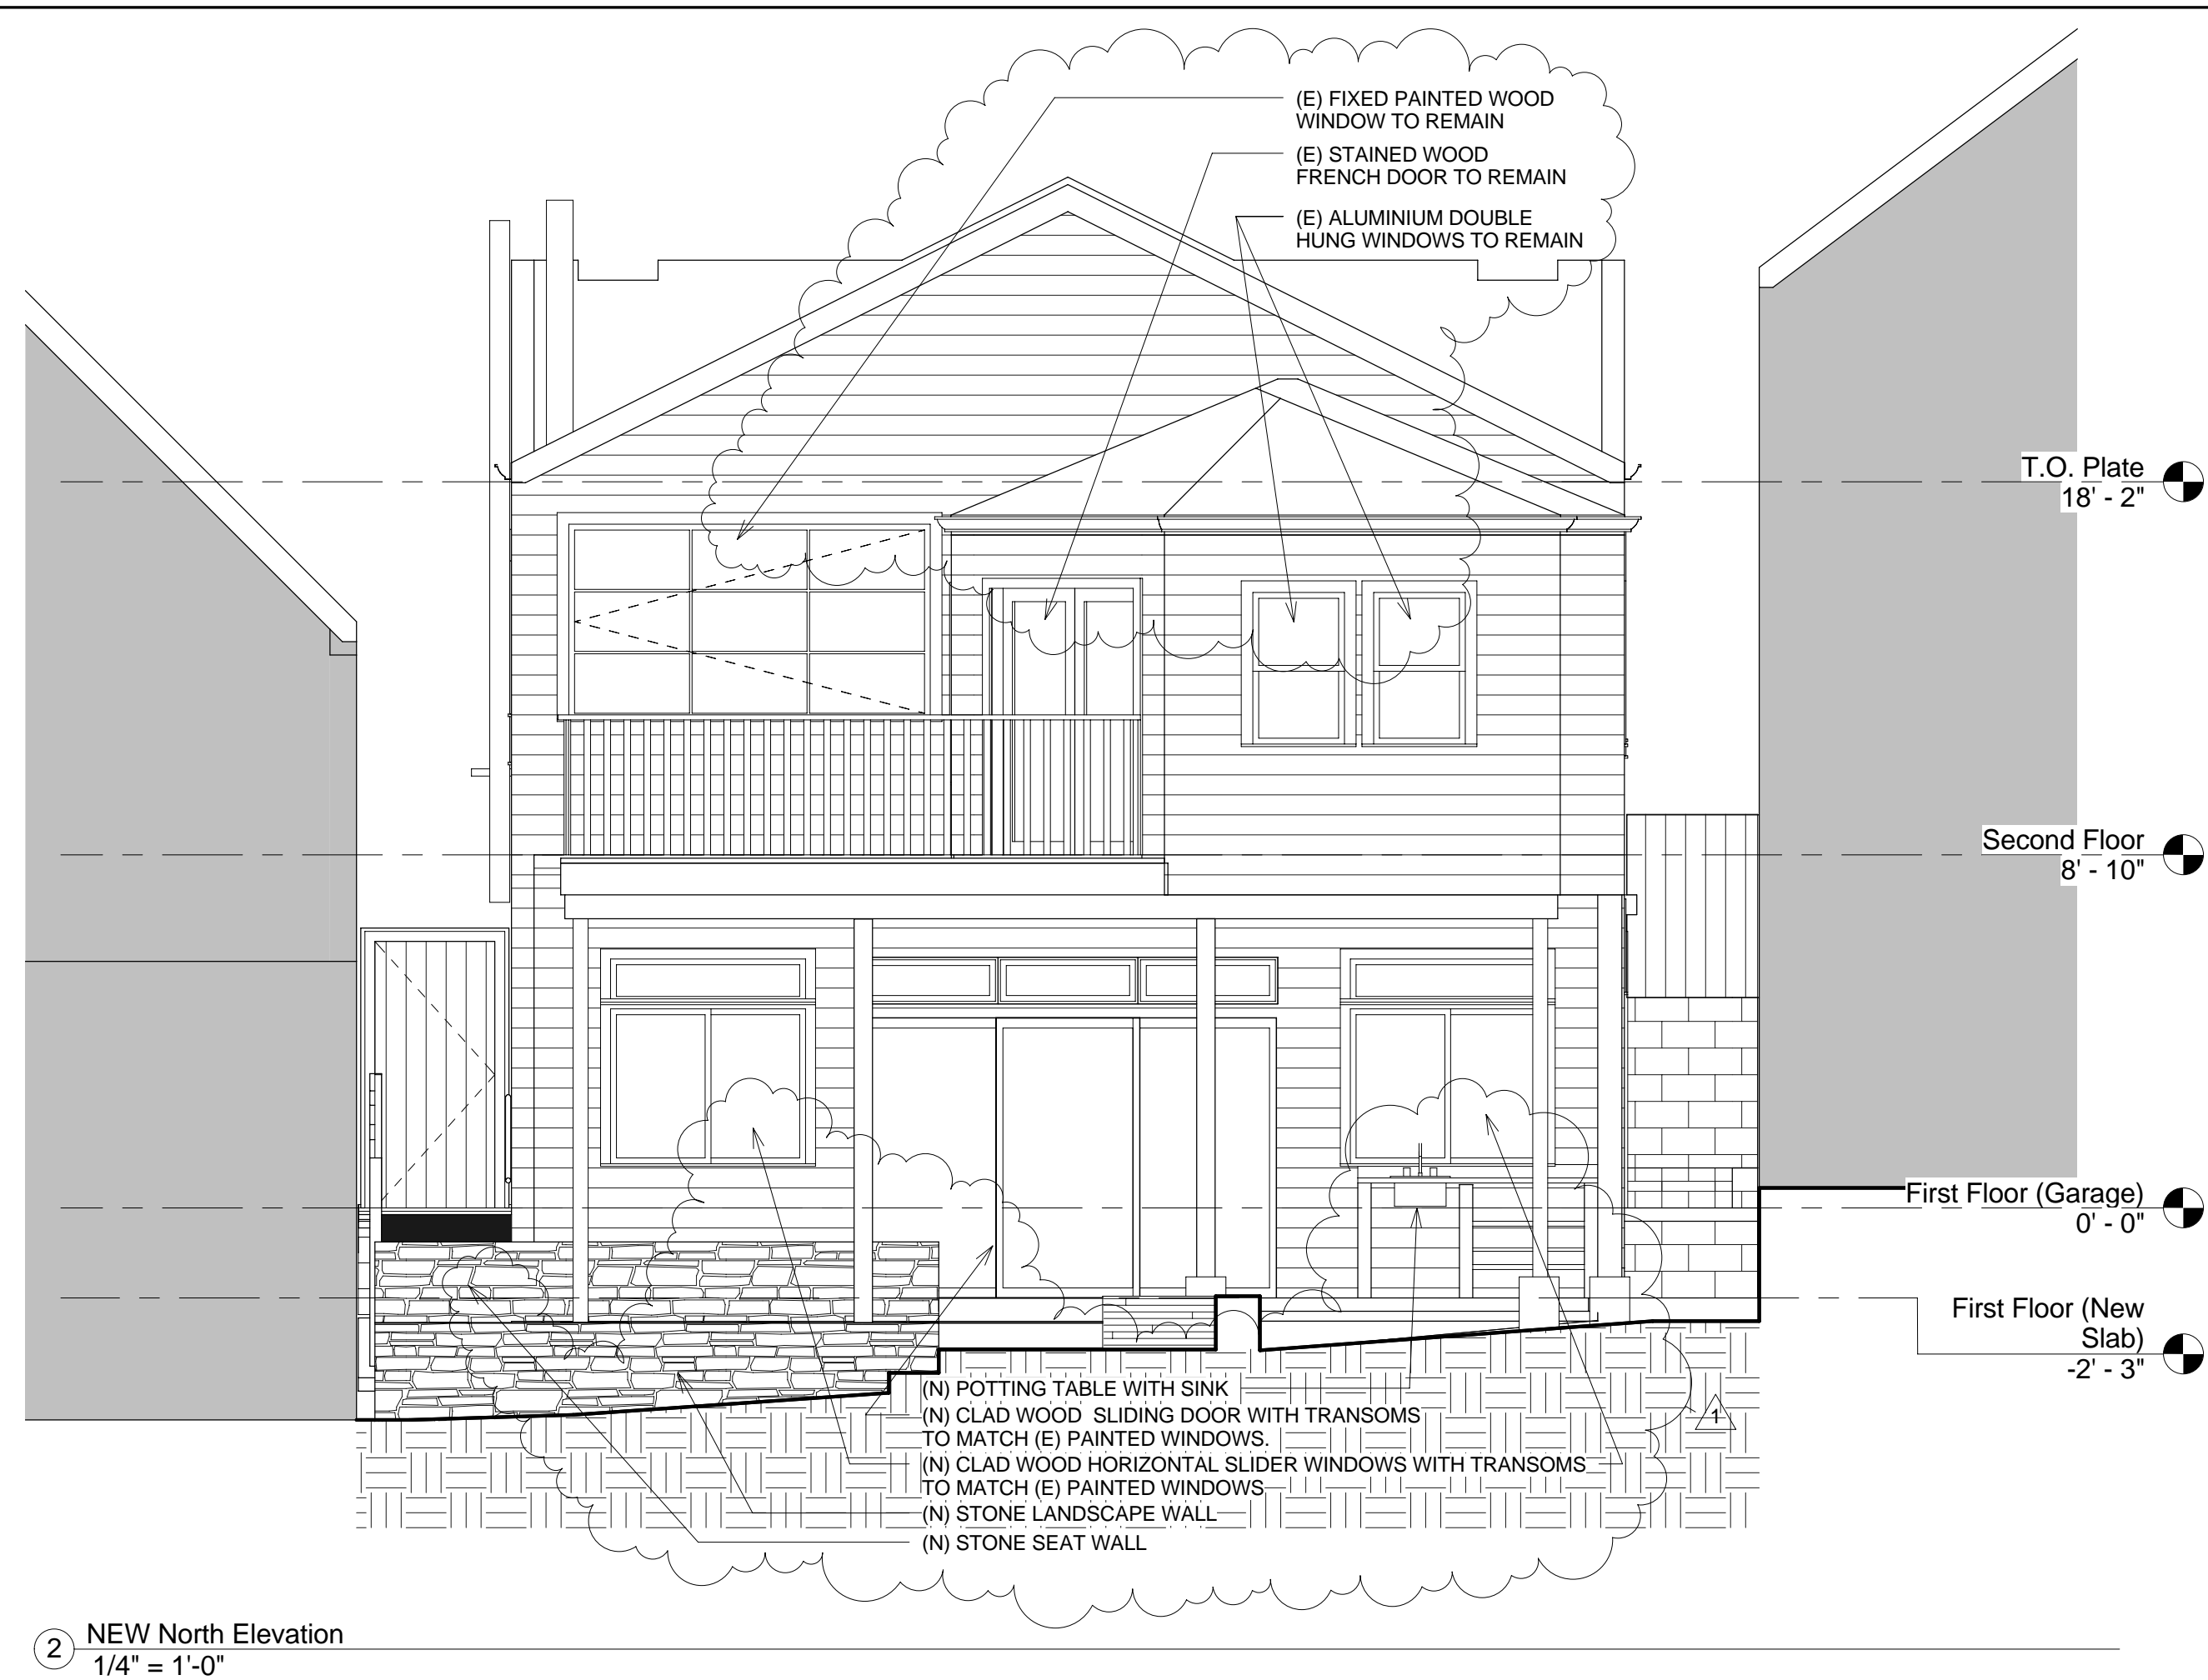 (E) FIXED PAINTED WOOD
WINDOW TO REMAIN
(E) STAINED WOOD
FRENCH DOOR TO REMAIN
(E) ALUMINIUM DOUBLE
HUNG WINDOWS TO REMAIN
T.O. Plate
18' - 2"
Second Floor
8' - 10"
First Floor (Garage)
0' - 0"
First Floor (New
Slab)
-2' - 3"
(N) POTTING TABLE WITH SINK
(N) CLAD WOOD  SLIDING DOOR WITH TRANSOMS
TO MATCH (E) PAINTED WINDOWS.
(N) CLAD WOOD HORIZONTAL SLIDER WINDOWS WITH TRANSOMS
TO MATCH (E) PAINTED WINDOWS
(N) STONE LANDSCAPE WALL
(N) STONE SEAT WALL
1
2
NEW North Elevation
1/4" = 1'-0"